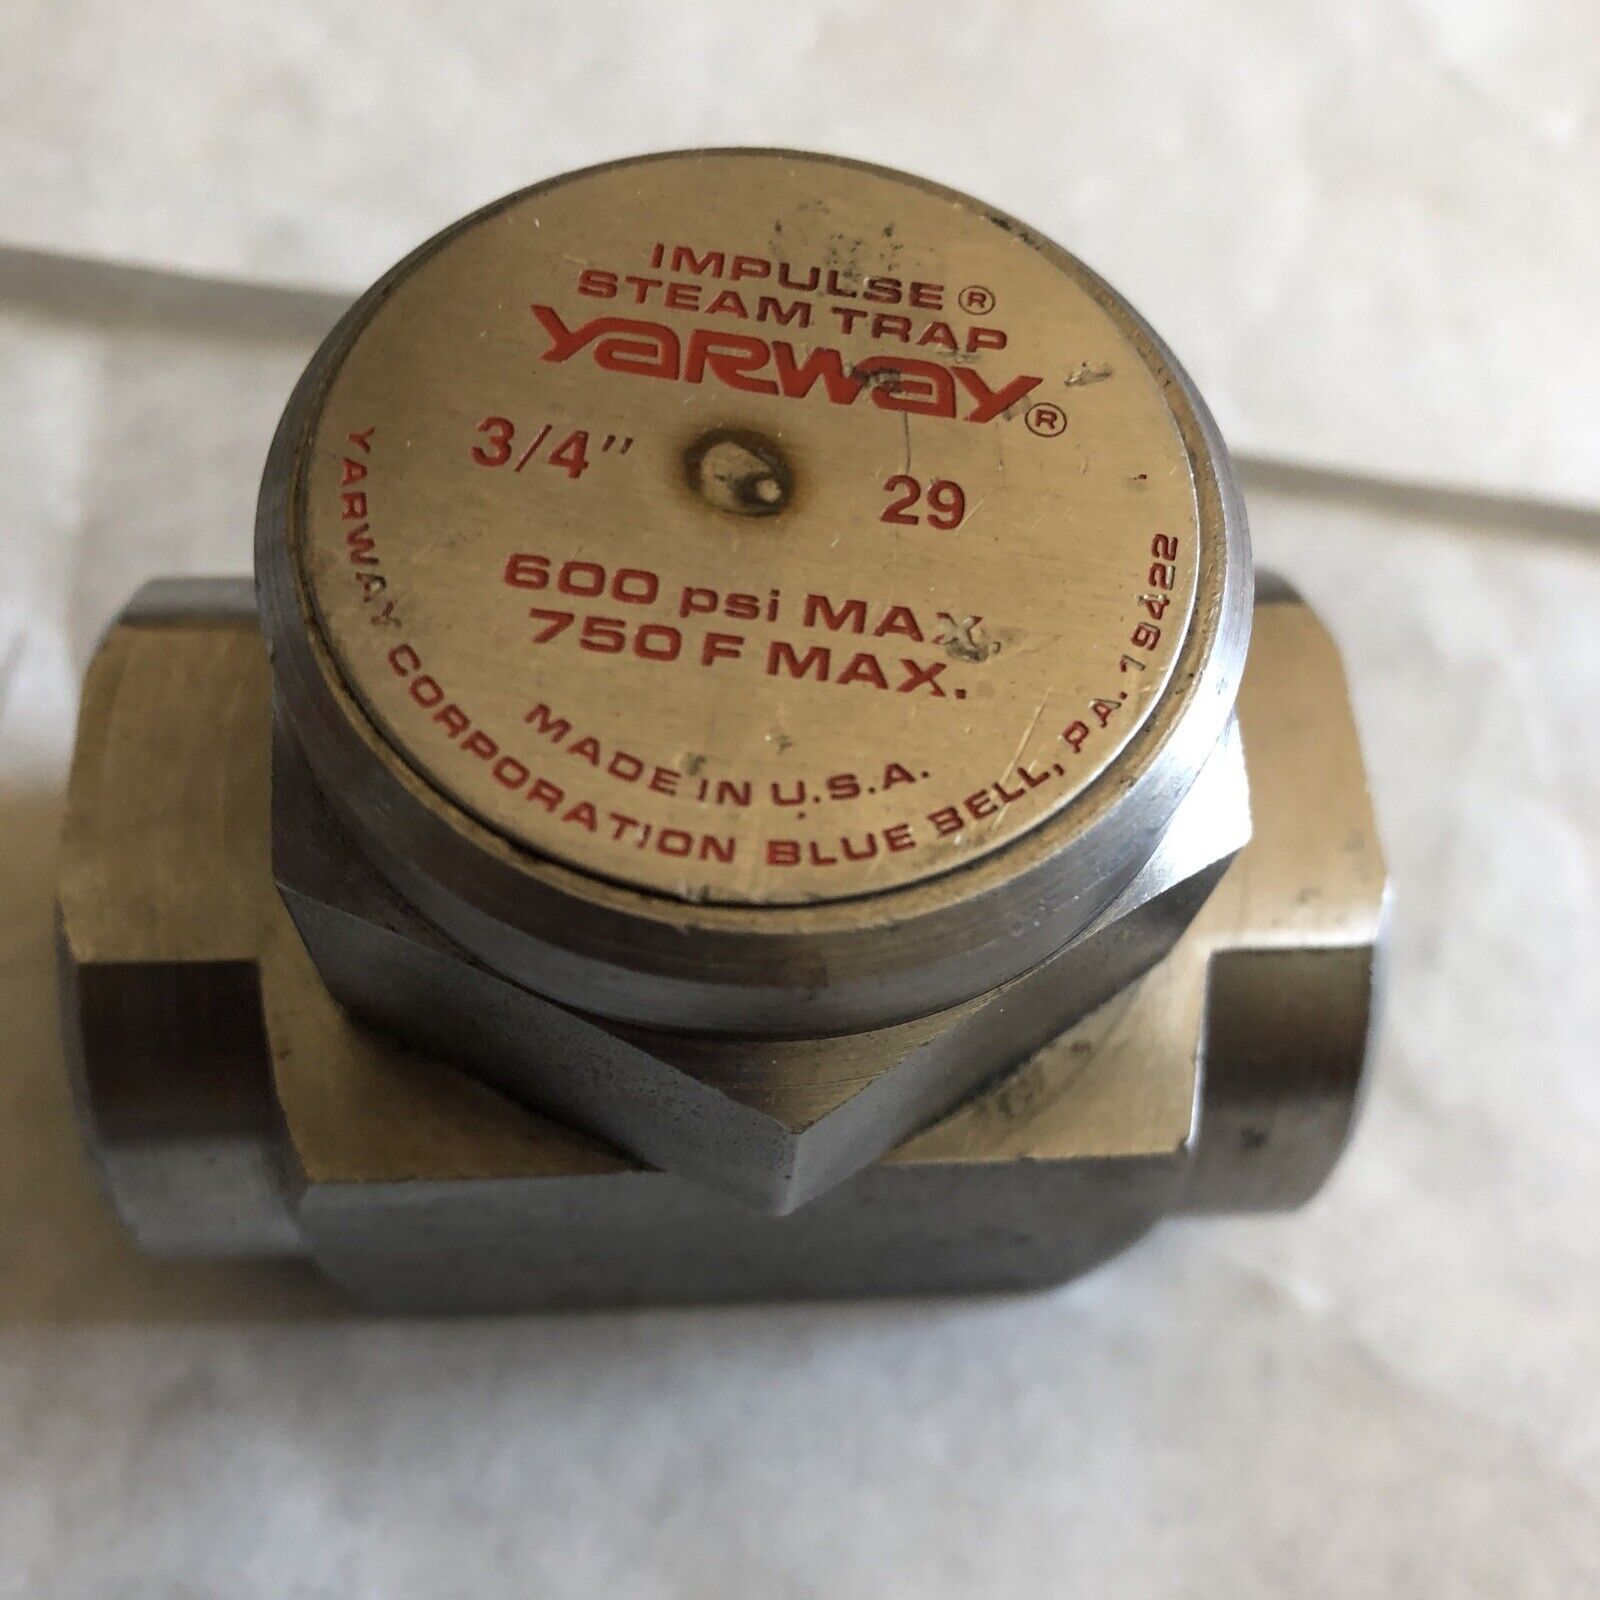 IMPULSE®
STEAM TRAP
YARWAY®
3/4" 29
600 psi MAX.
750 F MAX.
MADE IN U.S.A.
YARWAY CORPORATION BLUE BELL, PA. 19422